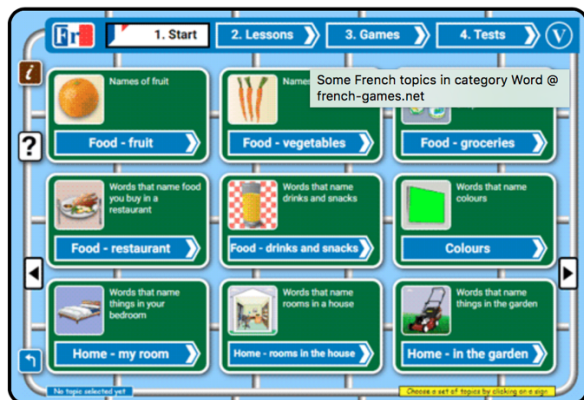 Fr
1. Start
2. Lessons
3. Games
4. Tests
V
i
?
Names of fruit
Food - fruit
Names
Food - vegetables
Some French topics in category Word @
french-games.net
Food - groceries
Words that name food
you buy in a
restaurant
Food - restaurant
Words that name
drinks and snacks
Food - drinks and snacks
Words that name
colours
Colours
Words that name
things in your
bedroom
Home - my room
Words that name
rooms in a house
Home - rooms in the house
Words that name
things in the garden
Home - in the garden
No topic selected yet
Choose a set of topics by clicking on a sign